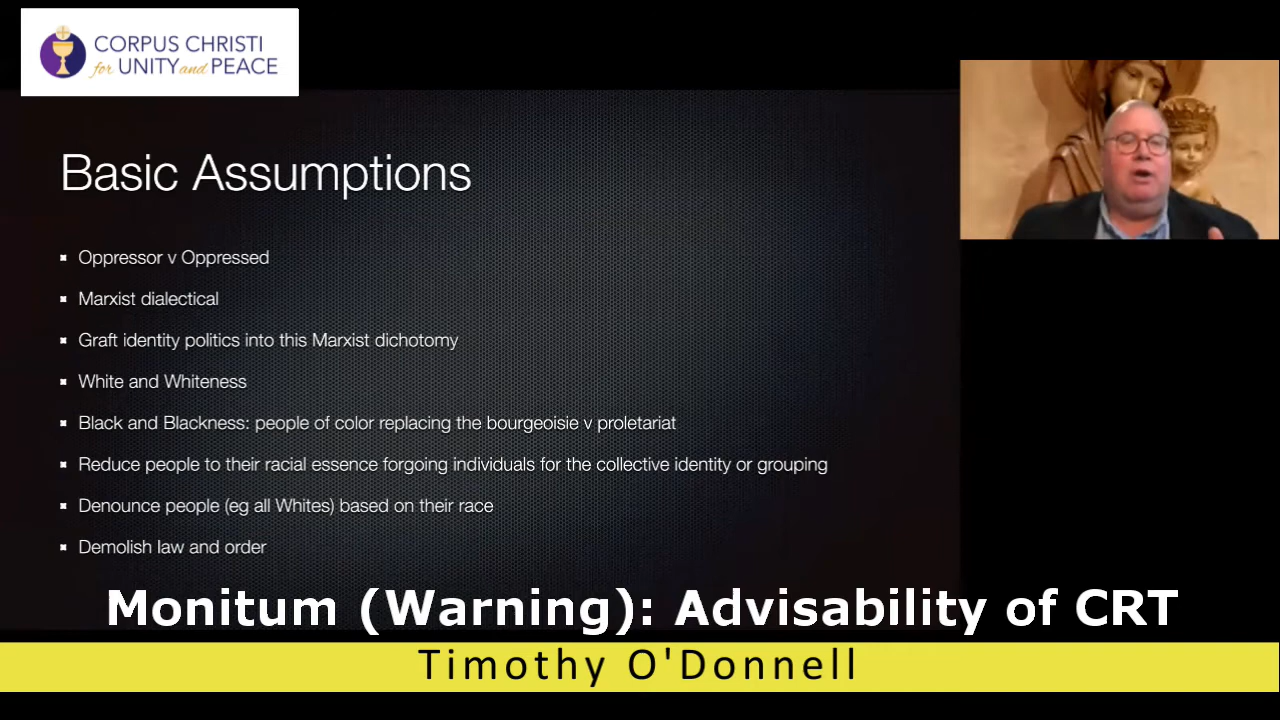 CORPUS CHRISTI
for UNITY and PEACE
Basic Assumptions
Oppressor v Oppressed
Marxist dialectical
Graft identity politics into this Marxist dichotomy
White and Whiteness
Black and Blackness: people of color replacing the bourgeoisie v proletariat
Reduce people to their racial essence forgoing individuals for the collective identity or grouping
Denounce people (eg all Whites) based on their race
Demolish law and order
Monitum (Warning): Advisability of CRT
Timothy O'Donnell